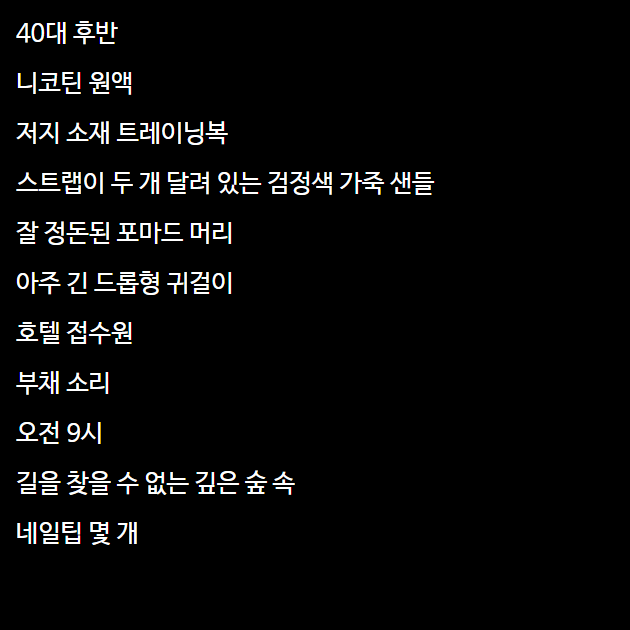 40대 후반
니코틴 원액
저지 소재 트레이닝복
스트랩이 두 개 달려 있는 검정색 가죽 샌들
잘 정돈된 포마드 머리
아주 긴 드롭형 귀걸이
호텔 접수원
부채 소리
오전 9시
길을 찾을 수 없는 깊은 숲 속
네일팁 몇 개